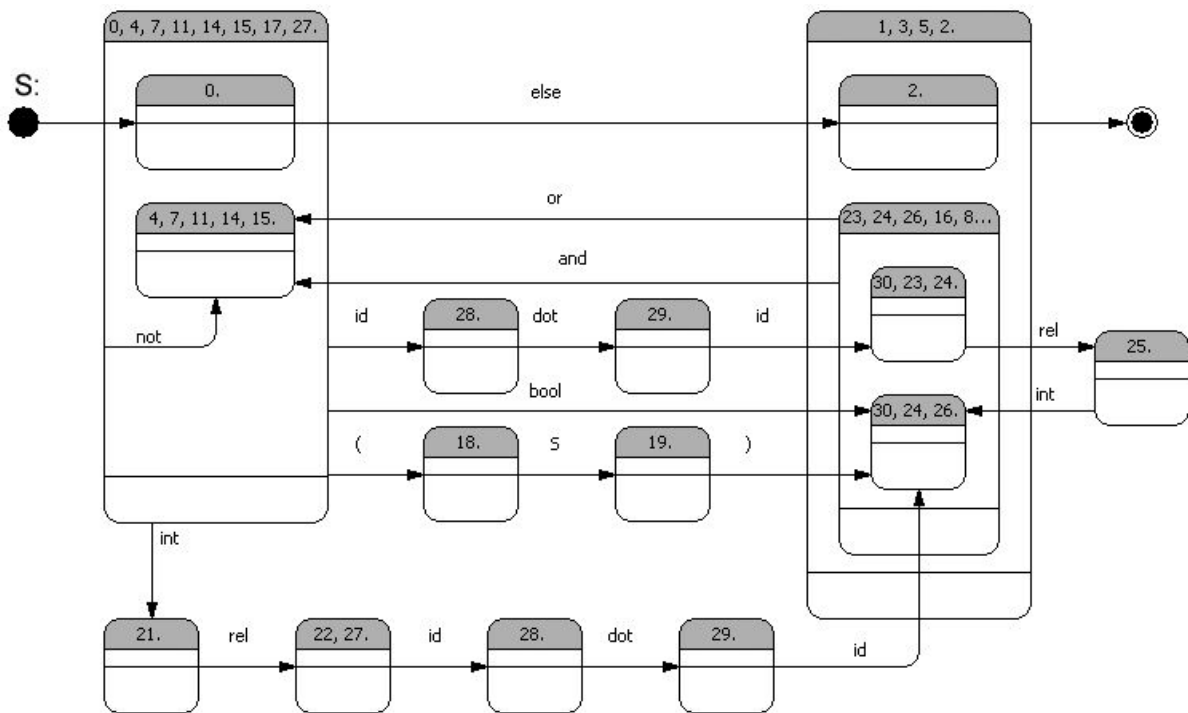 0, 4, 7, 11, 14, 15, 17, 27.
1, 3, 5, 2.
S:
0.
else
2.
or
4, 7, 11, 14, 15.
23, 24, 26, 16, 8...
and
30, 23, 24.
id
28.
dot
29.
id
not
rel
25.
bool
int
30, 24, 26.
(
18.
S
19.
)
int
21.
rel
22, 27.
id
28.
dot
29.
id